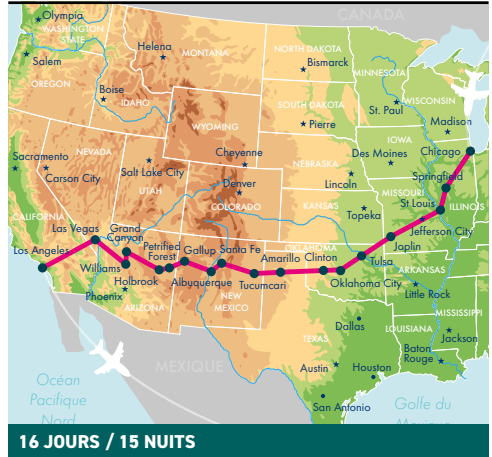 CANADA
Olympia
WASHINGTON
STATE
Helena
MONTANA
NORTH DAKOTA
Bismarck
Salem
MINNESOTA
OREGON
Boise
IDAHO
SOUTH DAKOTA
St. Paul
WISCONSIN
Pierre
Madison
WYOMING
IOWA
Chicago
Sacramento
NEVADA
Cheyenne
Des Moines
Carson City
Salt Lake City
NEBRASKA
Springfield
UTAH
Denver
Lincoln
MISSOURI
COLORADO
KANSAS
St Louis
ILLINOIS
CALIFORNIA
Topeka
Las Vegas
Grand
Canyon
Jefferson City
Los Angeles
Petrified
Forest
Gallup
Santa Fe
OKLAHOMA
Japlin
Amarillo
Clinton
Tulsa
Williams
Holbrook
Albuquerque
Tucumcari
Oklahoma City
ARKANSAS
Phoenix
Little Rock
ARIZONA
NEW
MEXICO
MISSISSIPPI
Dallas
LOUISIANA
Jackson
TEXAS
Baton
Rouge
MEXIQUE
Austin
Houston
Océan
Pacifique
Nord
San Antonio
Golfe du
Mexique
16 JOURS / 15 NUITS